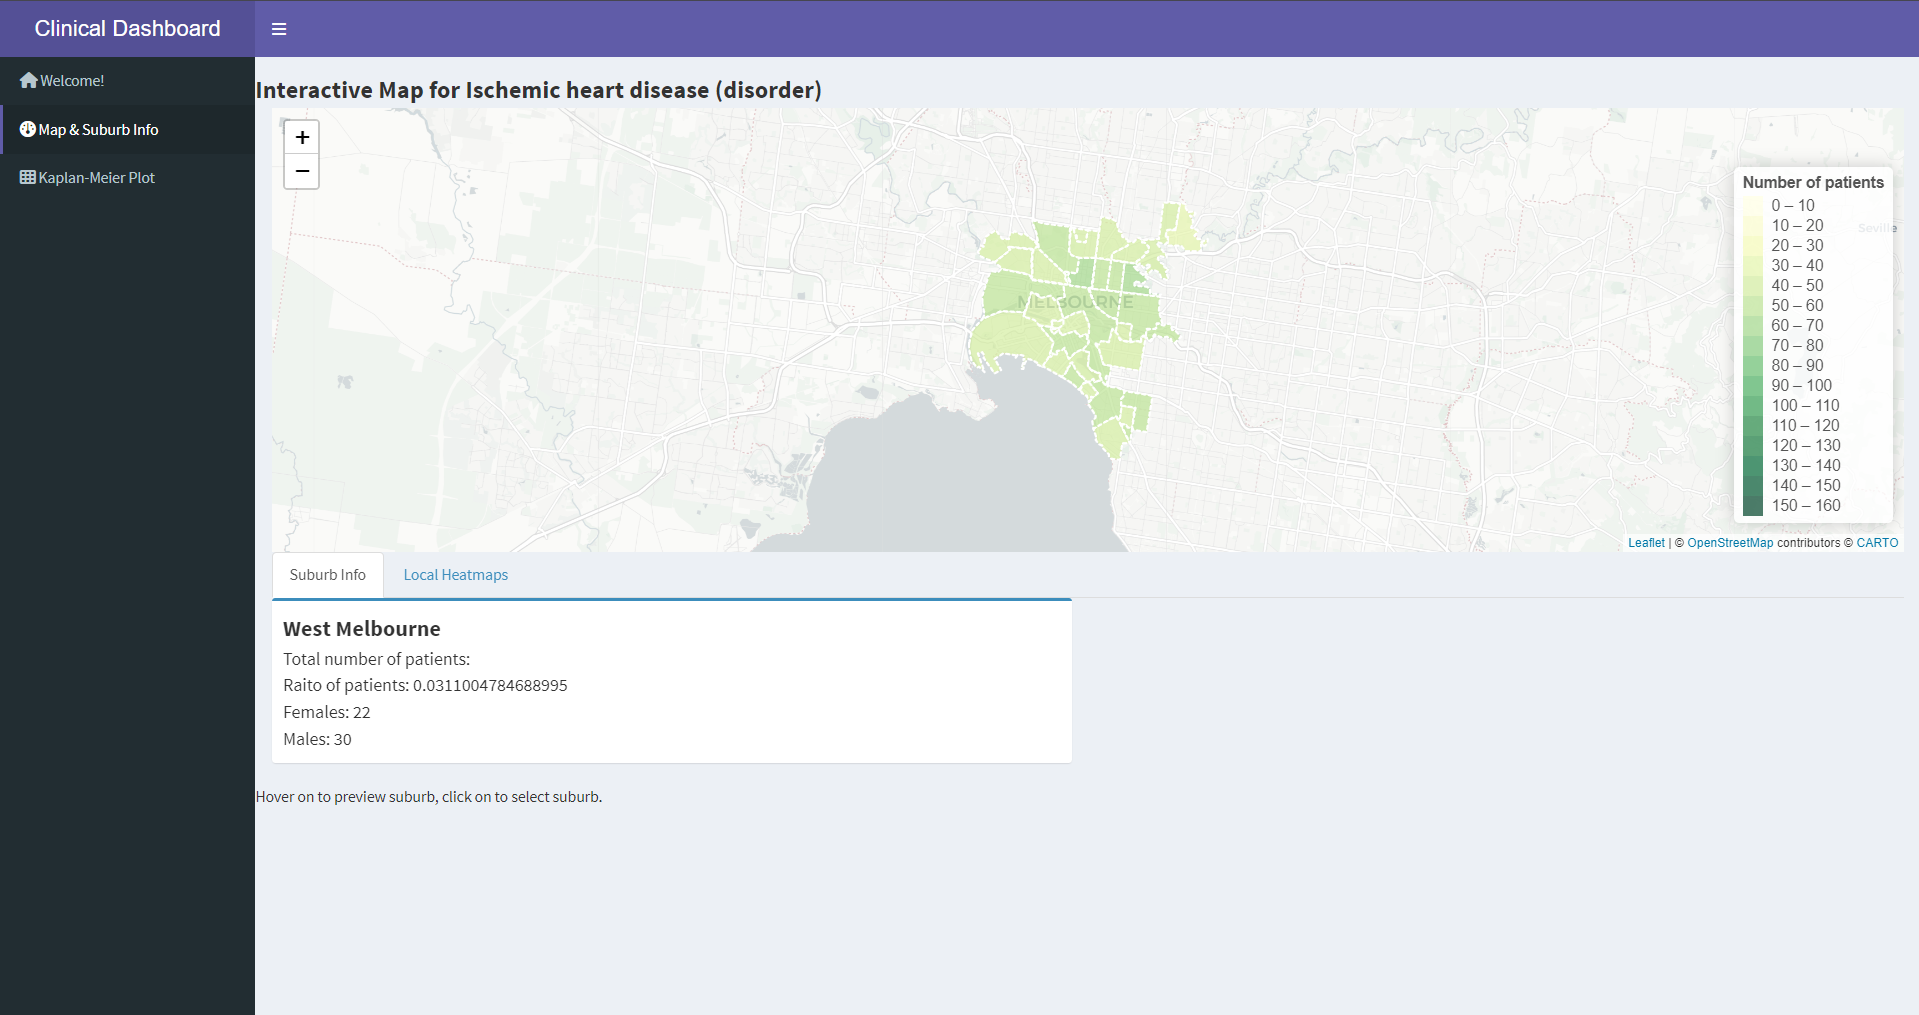 Clinical Dashboard
Welcome!
Map & Suburb Info
Kaplan-Meier Plot
Interactive Map for Ischemic heart disease (disorder)
+
−
MELBOURNE
Seville
Number of patients
0 – 10
10 – 20
20 – 30
30 – 40
40 – 50
50 – 60
60 – 70
70 – 80
80 – 90
90 – 100
100 – 110
110 – 120
120 – 130
130 – 140
140 – 150
150 – 160
Leaflet | © OpenStreetMap contributors © CARTO
Suburb Info
Local Heatmaps
West Melbourne
Total number of patients:
Raito of patients: 0.0311004784688995
Females: 22
Males: 30
Hover on to preview suburb, click on to select suburb.